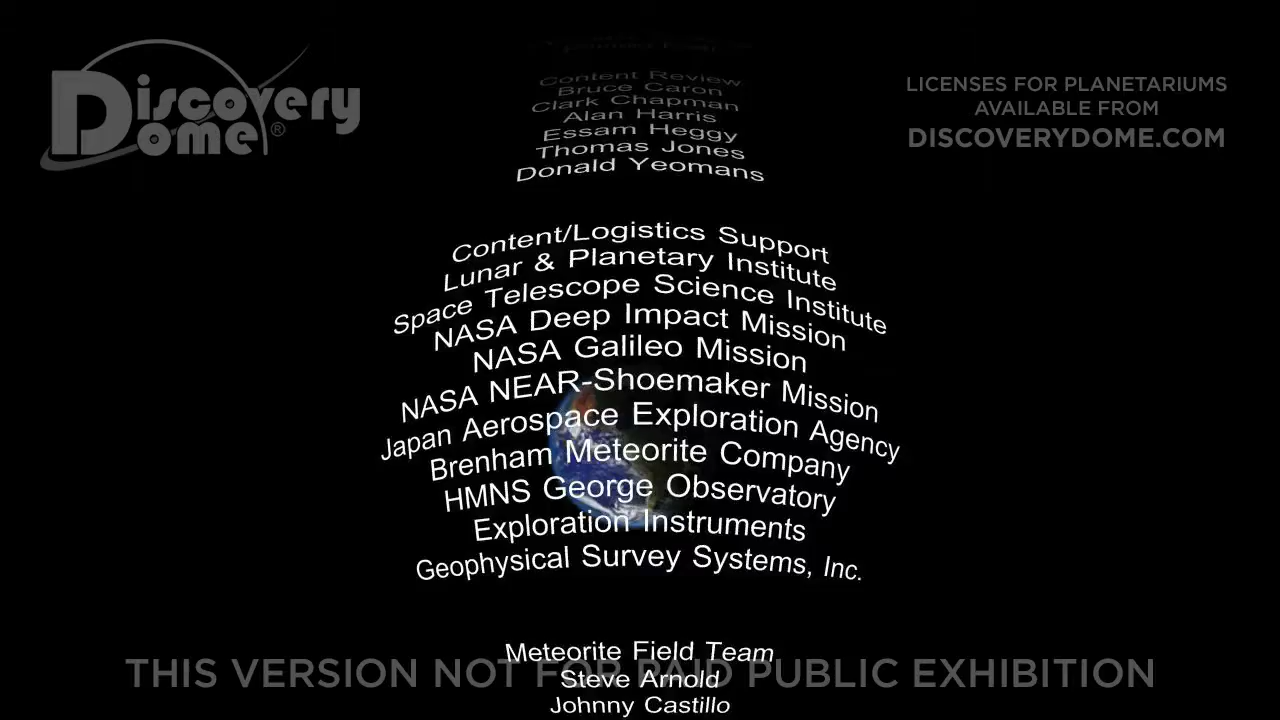 Discovery
Dome®
LICENSES FOR PLANETARIUMS
AVAILABLE FROM
DISCOVERYDOME.COM
Content Review
Bruce Caron
Clark Chapman
Alan Harris
Essam Heggy
Thomas Jones
Donald Yeomans
Content/Logistics Support
Lunar & Planetary Institute
Space Telescope Science Institute
NASA Deep Impact Mission
NASA Galileo Mission
NASA NEAR-Shoemaker Mission
Japan Aerospace Exploration Agency
Brenham Meteorite Company
HMNS George Observatory
Exploration Instruments
Geophysical Survey Systems, Inc.
Meteorite Field Team
THIS VERSION NOT FOR PAID PUBLIC EXHIBITION
Steve Arnold
Johnny Castillo